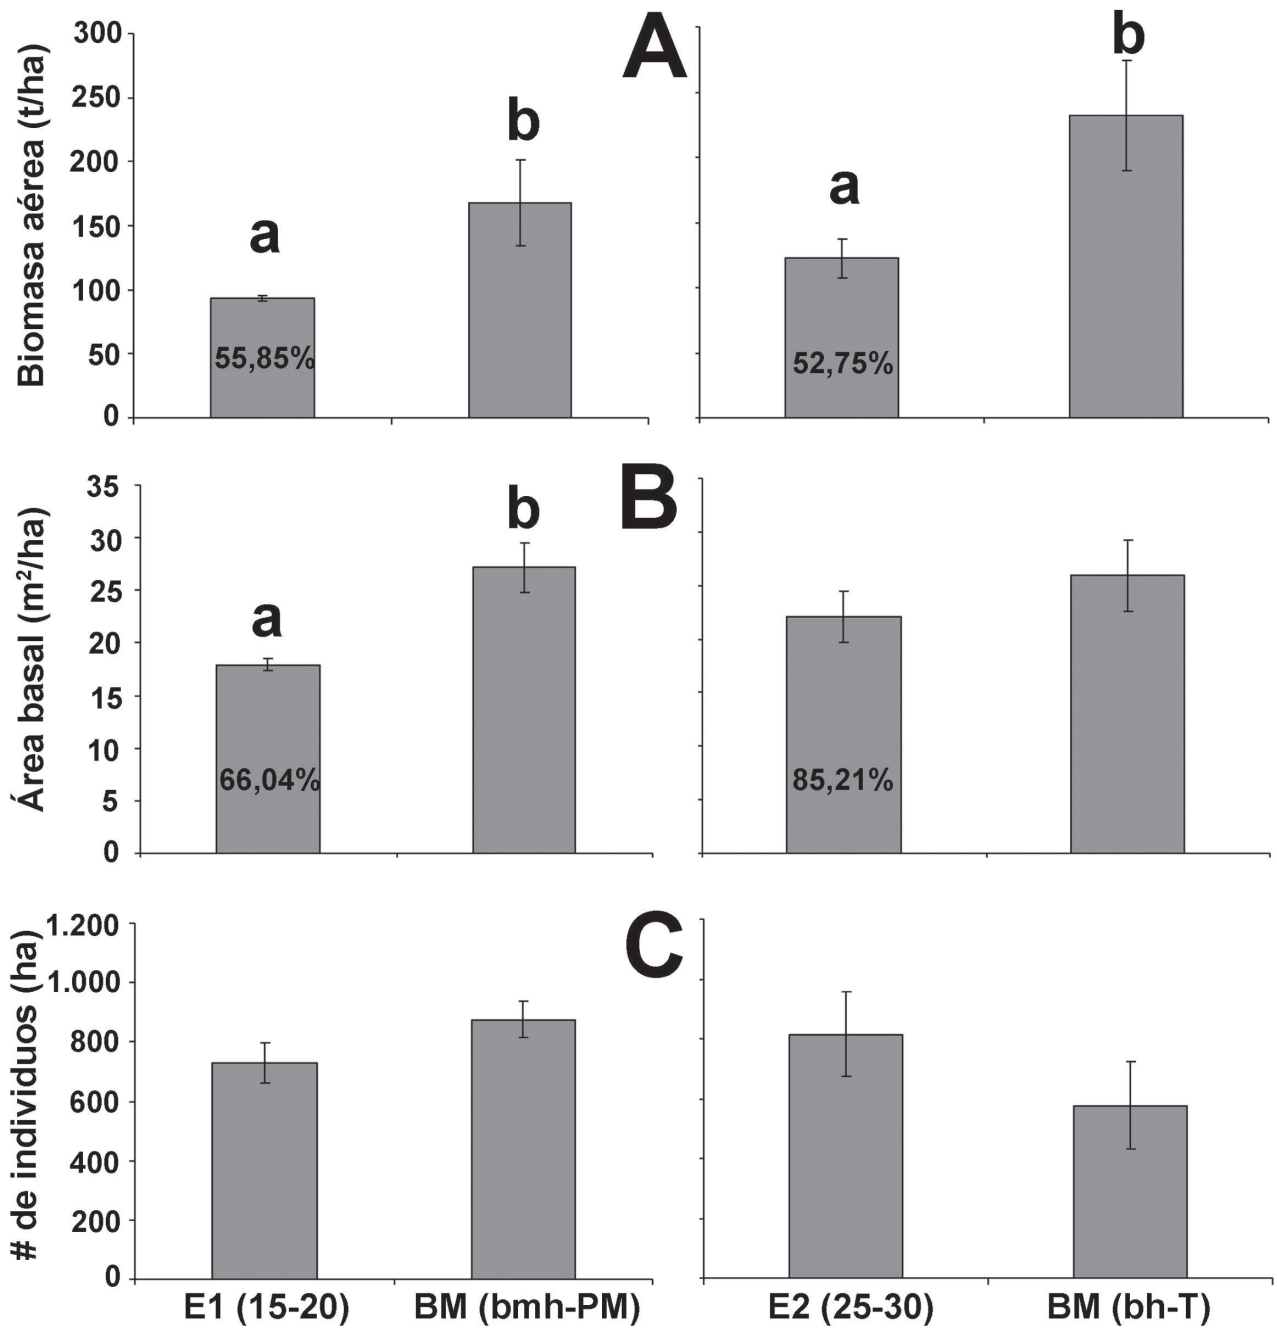 A
Biomasa aérea (t/ha)
300
250
200
150
100
50
0
a
b
55,85%
a
b
52,75%
B
Área basal (m²/ha)
35
30
25
20
15
10
5
0
a
b
66,04%
85,21%
C
# de individuos (ha)
1.200
1.000
800
600
400
200
0
E1 (15-20) BM (bmh-PM) E2 (25-30) BM (bh-T)